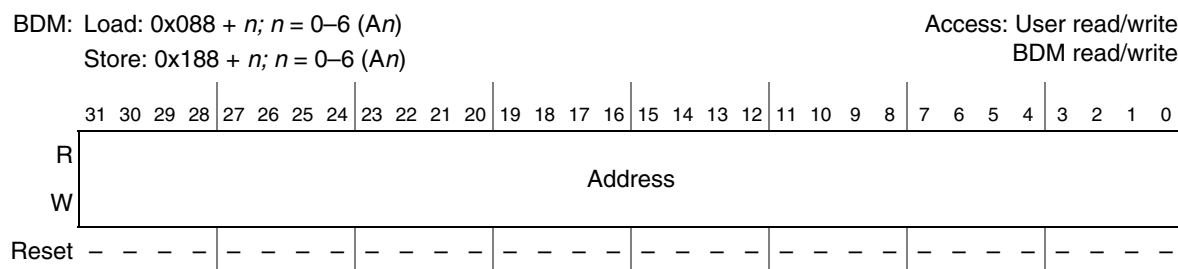 BDM: Load: 0x088 + n; n = 0–6 (An) Access: User read/write
Store: 0x188 + n; n = 0–6 (An) BDM read/write
31 30 29 28 27 26 25 24 23 22 21 20 19 18 17 16 15 14 13 12 11 10 9 8 7 6 5 4 3 2 1 0
R
Address
W
Reset – – – – – – – – – – – – – – – – – – – – – – – – – – – – – – – –